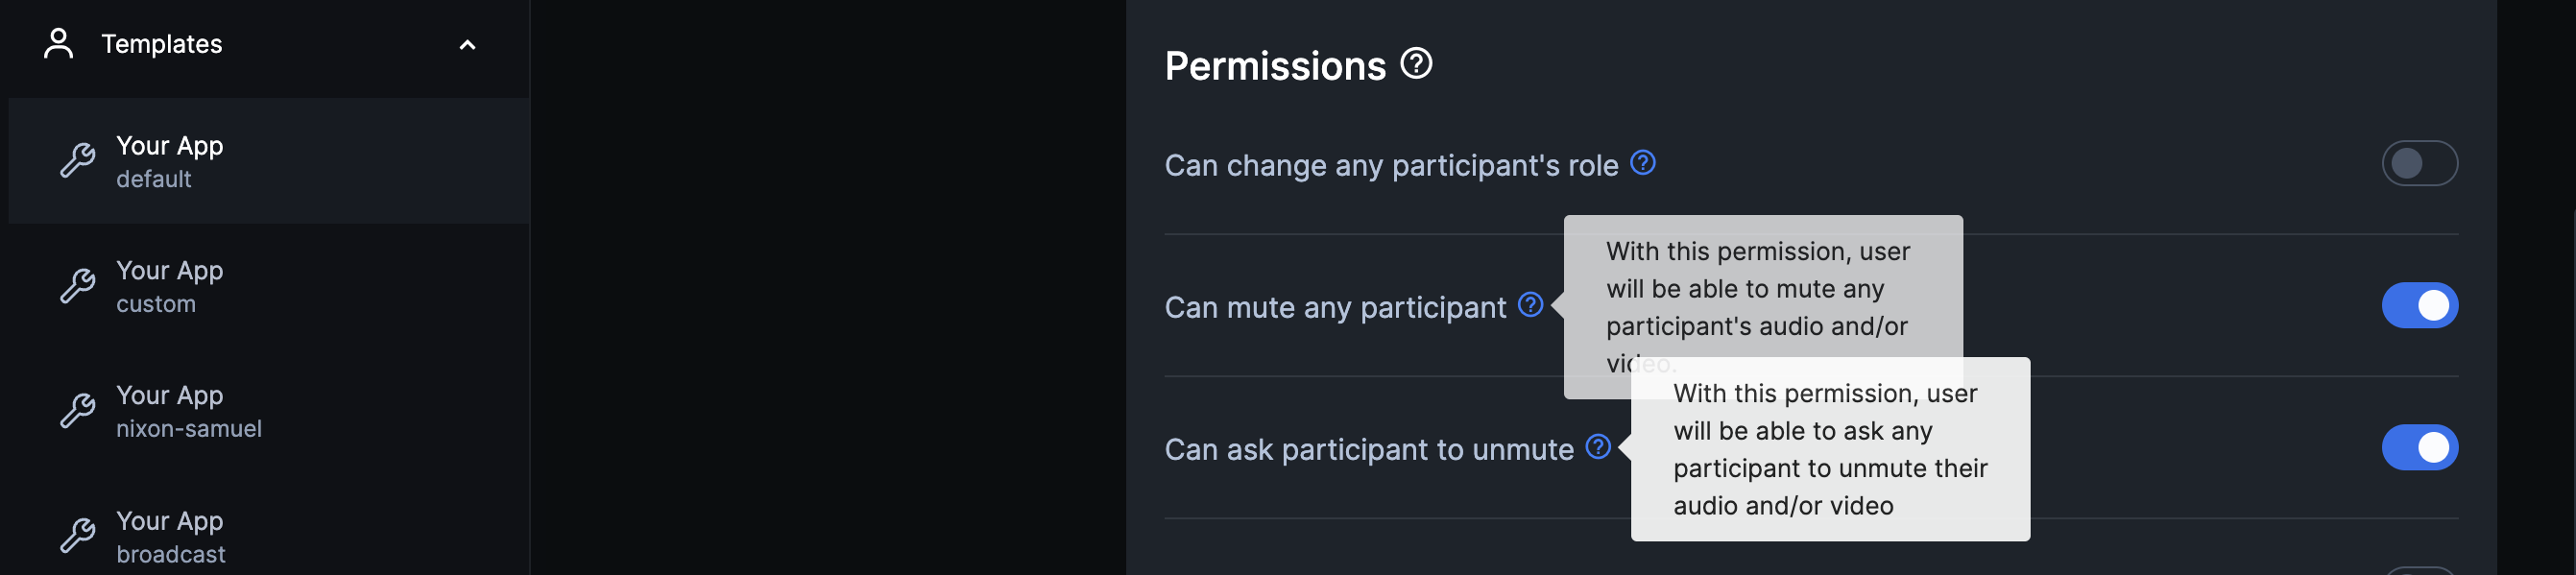 Templates
Your App
default
Your App
custom
Your App
nixon-samuel
Your App
broadcast
Permissions
Can change any participant's role
Can mute any participant
With this permission, user
will be able to mute any
participant's audio and/or
video.
Can ask participant to unmute
With this permission, user
will be able to ask any
participant to unmute their
audio and/or video